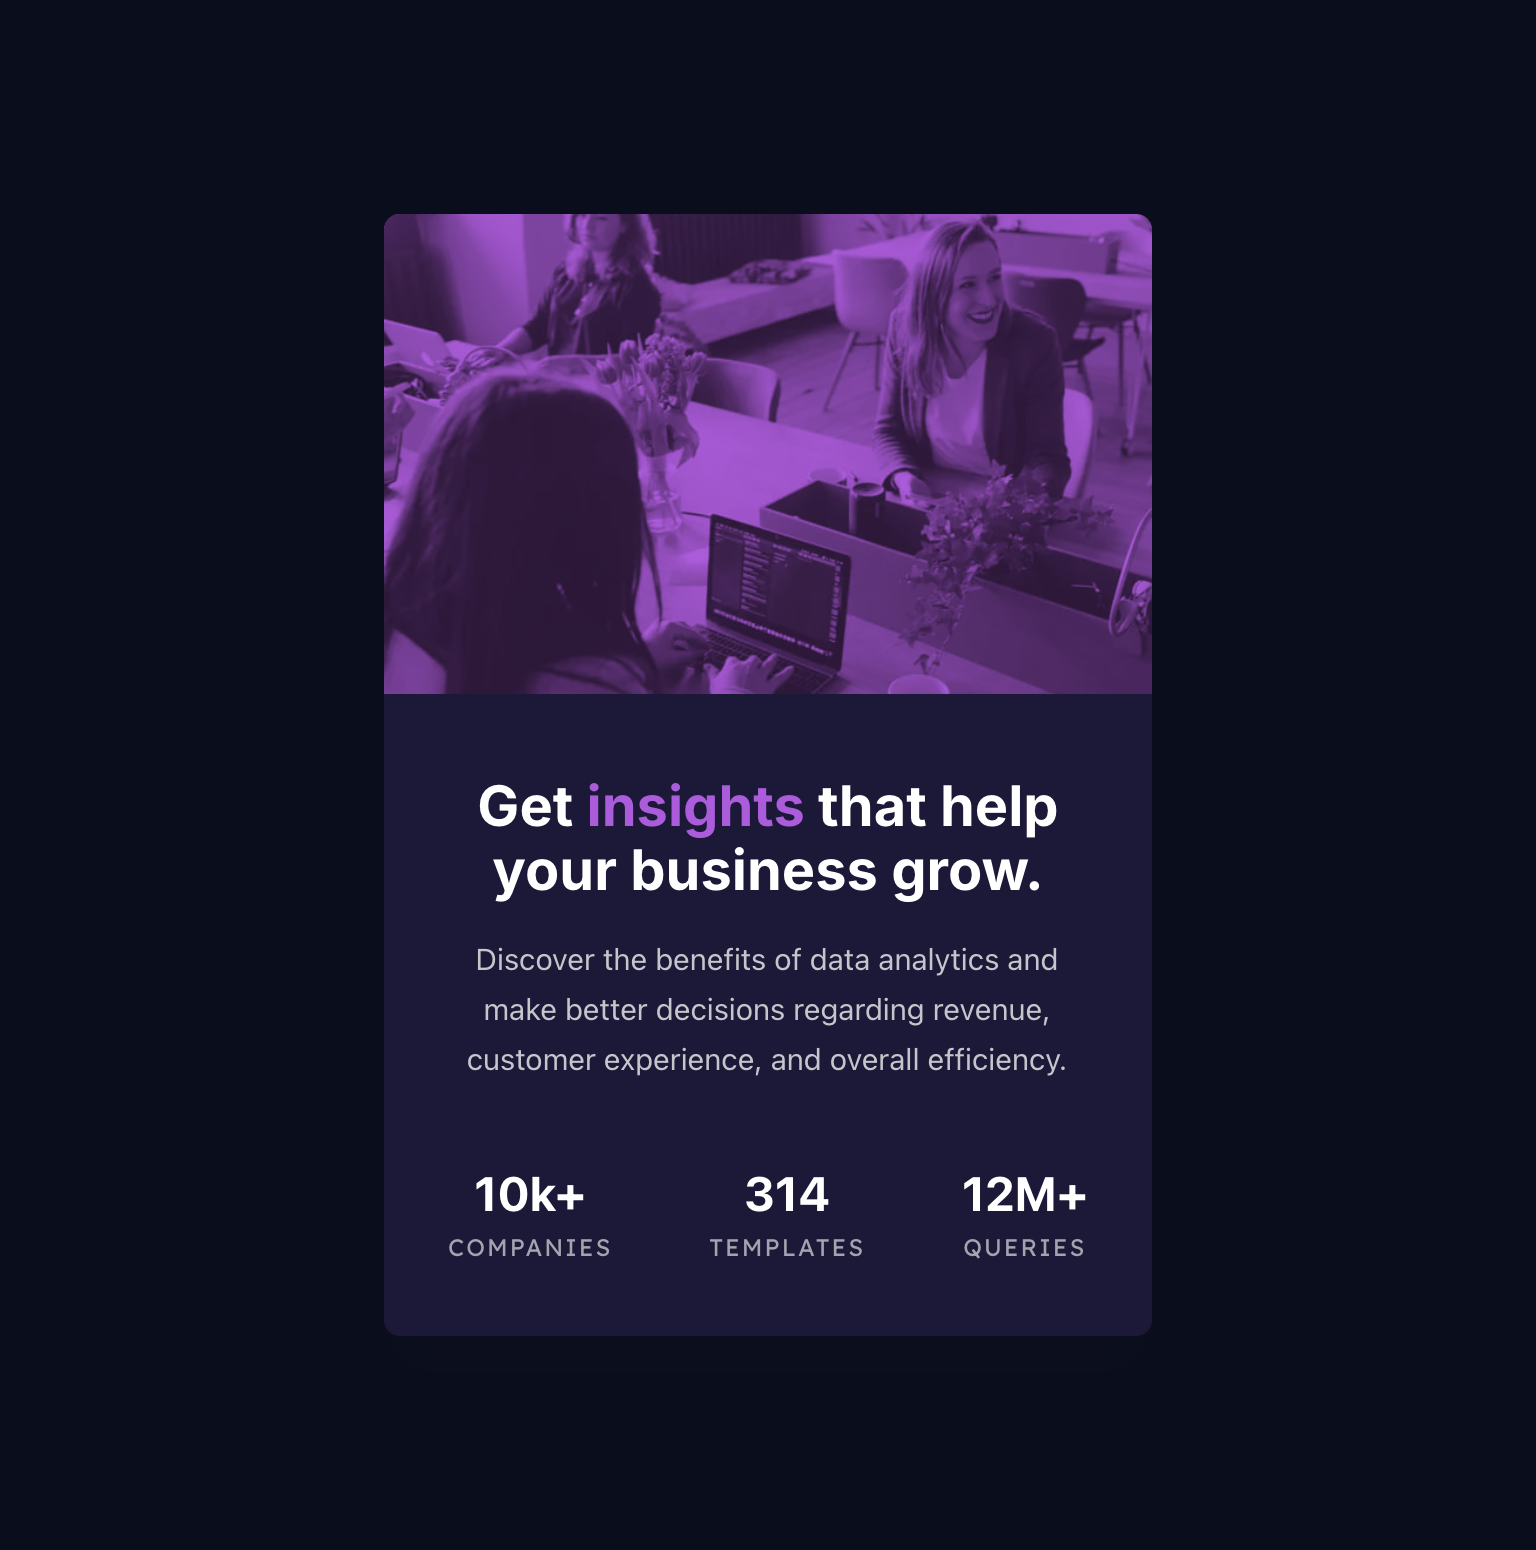 Get insights that help
your business grow.
Discover the benefits of data analytics and
make better decisions regarding revenue,
customer experience, and overall efficiency.
10k+ 314 12M+
COMPANIES TEMPLATES QUERIES